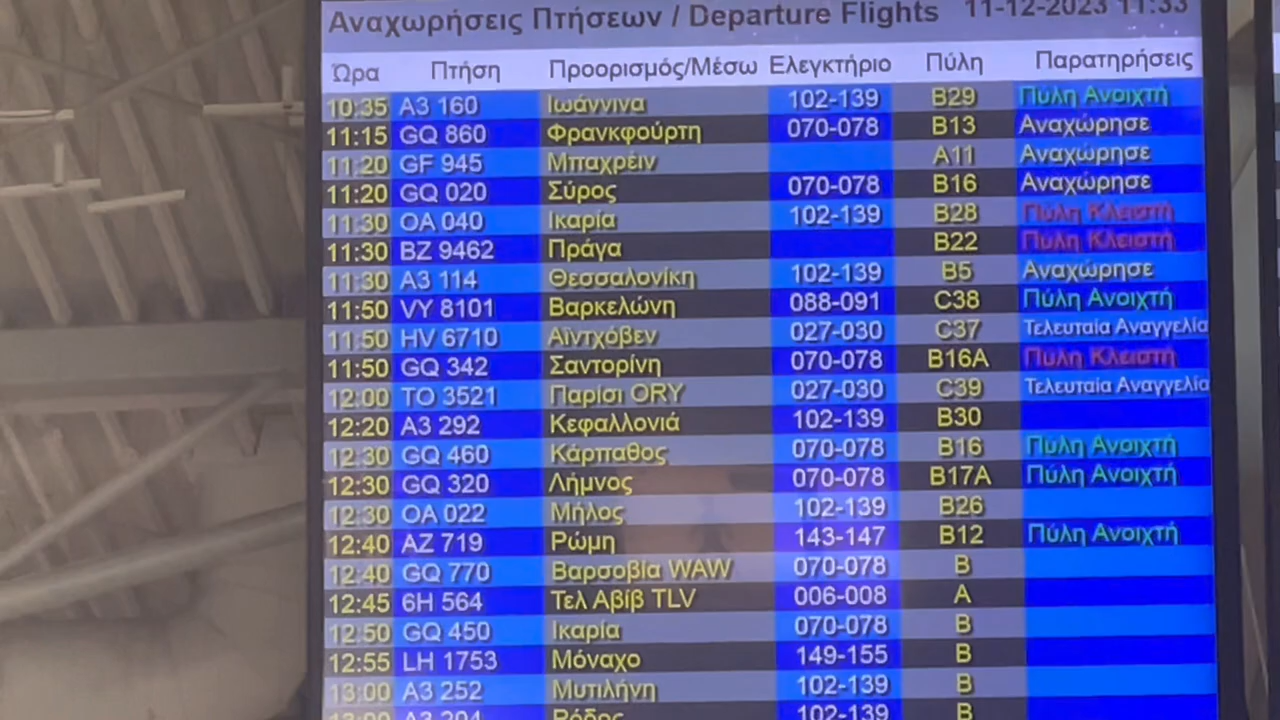 Αναχωρήσεις Πτήσεων / Departure Flights 11-12-2023 11:33
Ώρα Πτήση Προορισμός/Μέσω Ελεγκτήριο Πύλη Παρατηρήσεις
10:35 A3 160 Ιωάννινα 102-139 B29 Πύλη Ανοιχτή
11:15 GQ 860 Φρανκφούρτη 070-078 B13 Αναχώρησε
11:20 GF 945 Μπαχρέιν A11 Αναχώρησε
11:20 GQ 020 Σύρος 070-078 B16 Αναχώρησε
11:30 OA 040 Ικαρία 102-139 B28 Πύλη Κλειστή
11:30 BZ 9462 Πράγα B22 Πύλη Κλειστή
11:30 A3 114 Θεσσαλονίκη 102-139 B5 Αναχώρησε
11:50 VY 8101 Βαρκελώνη 088-091 C38 Πύλη Ανοιχτή
11:50 HV 6710 Αϊντχόβεν 027-030 C37 Τελευταία Αναγγελία
11:50 GQ 342 Σαντορίνη 070-078 B16A Πύλη Κλειστή
12:00 TO 3521 Παρίσι ORY 027-030 C39 Τελευταία Αναγγελία
12:20 A3 292 Κεφαλλονιά 102-139 B30
12:30 GQ 460 Κάρπαθος 070-078 B16 Πύλη Ανοιχτή
12:30 GQ 320 Λήμνος 070-078 B17A Πύλη Ανοιχτή
12:30 OA 022 Μήλος 102-139 B26
12:40 AZ 719 Ρώμη 143-147 B12 Πύλη Ανοιχτή
12:40 GQ 770 Βαρσοβία WAW 070-078 B
12:45 6H 564 Τελ Αβίβ TLV 006-008 A
12:50 GQ 450 Ικαρία 070-078 B
12:55 LH 1753 Μόναχο 149-155 B
13:00 A3 252 Μυτιλήνη 102-139 B
13:00 A3 204 Ρόδος 102-139 B